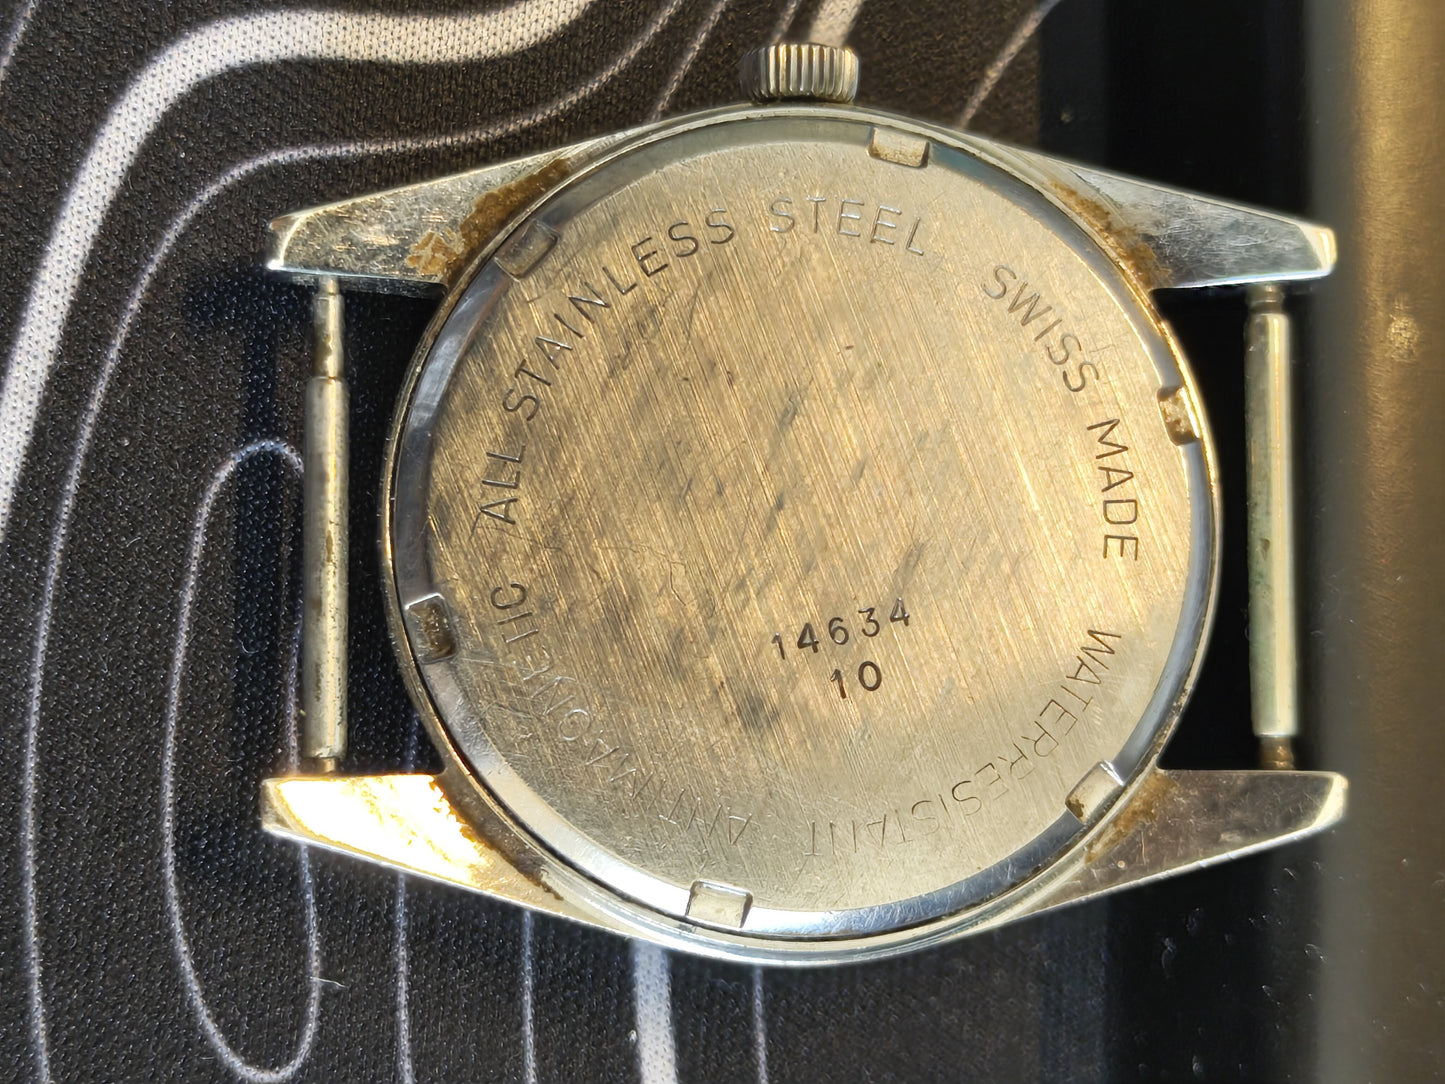 ALL STAINLESS STEEL
SWISS MADE
WATERRESISTANT
ANTIMAGNETIC
14634
10